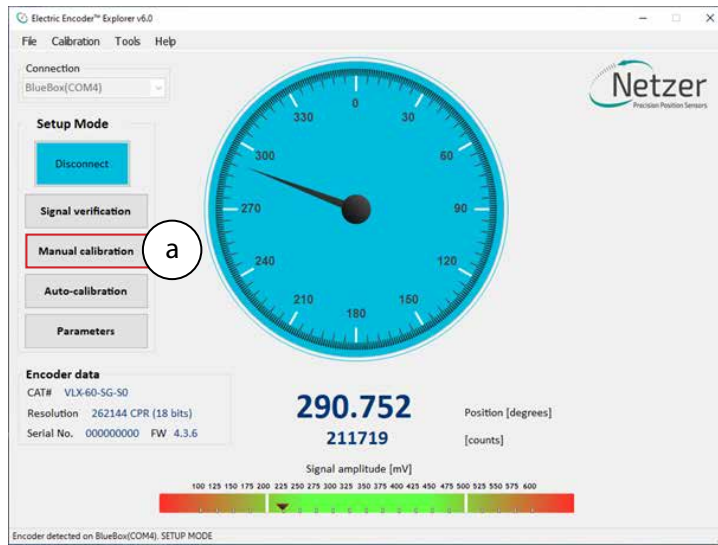 Electric Encoder™ Explorer v6.0
File Calibration Tools Help
Connection
BlueBox(COM4)
Netzer
Precision Position Sensors
Setup Mode
Disconnect
Signal verification
Manual calibration
a
Auto-calibration
Parameters
0
30
60
90
120
150
180
210
240
270
300
330
Encoder data
CAT# VLX-60-SG-S0
Resolution 262144 CPR (18 bits)
Serial No. 000000000 FW 4.3.6
290.752 Position [degrees]
211719 [counts]
Signal amplitude [mV]
100 125 150 175 200 225 250 275 300 325 350 375 400 425 450 475 500 525 550 575 600
Encoder detected on BlueBox(COM4). SETUP MODE